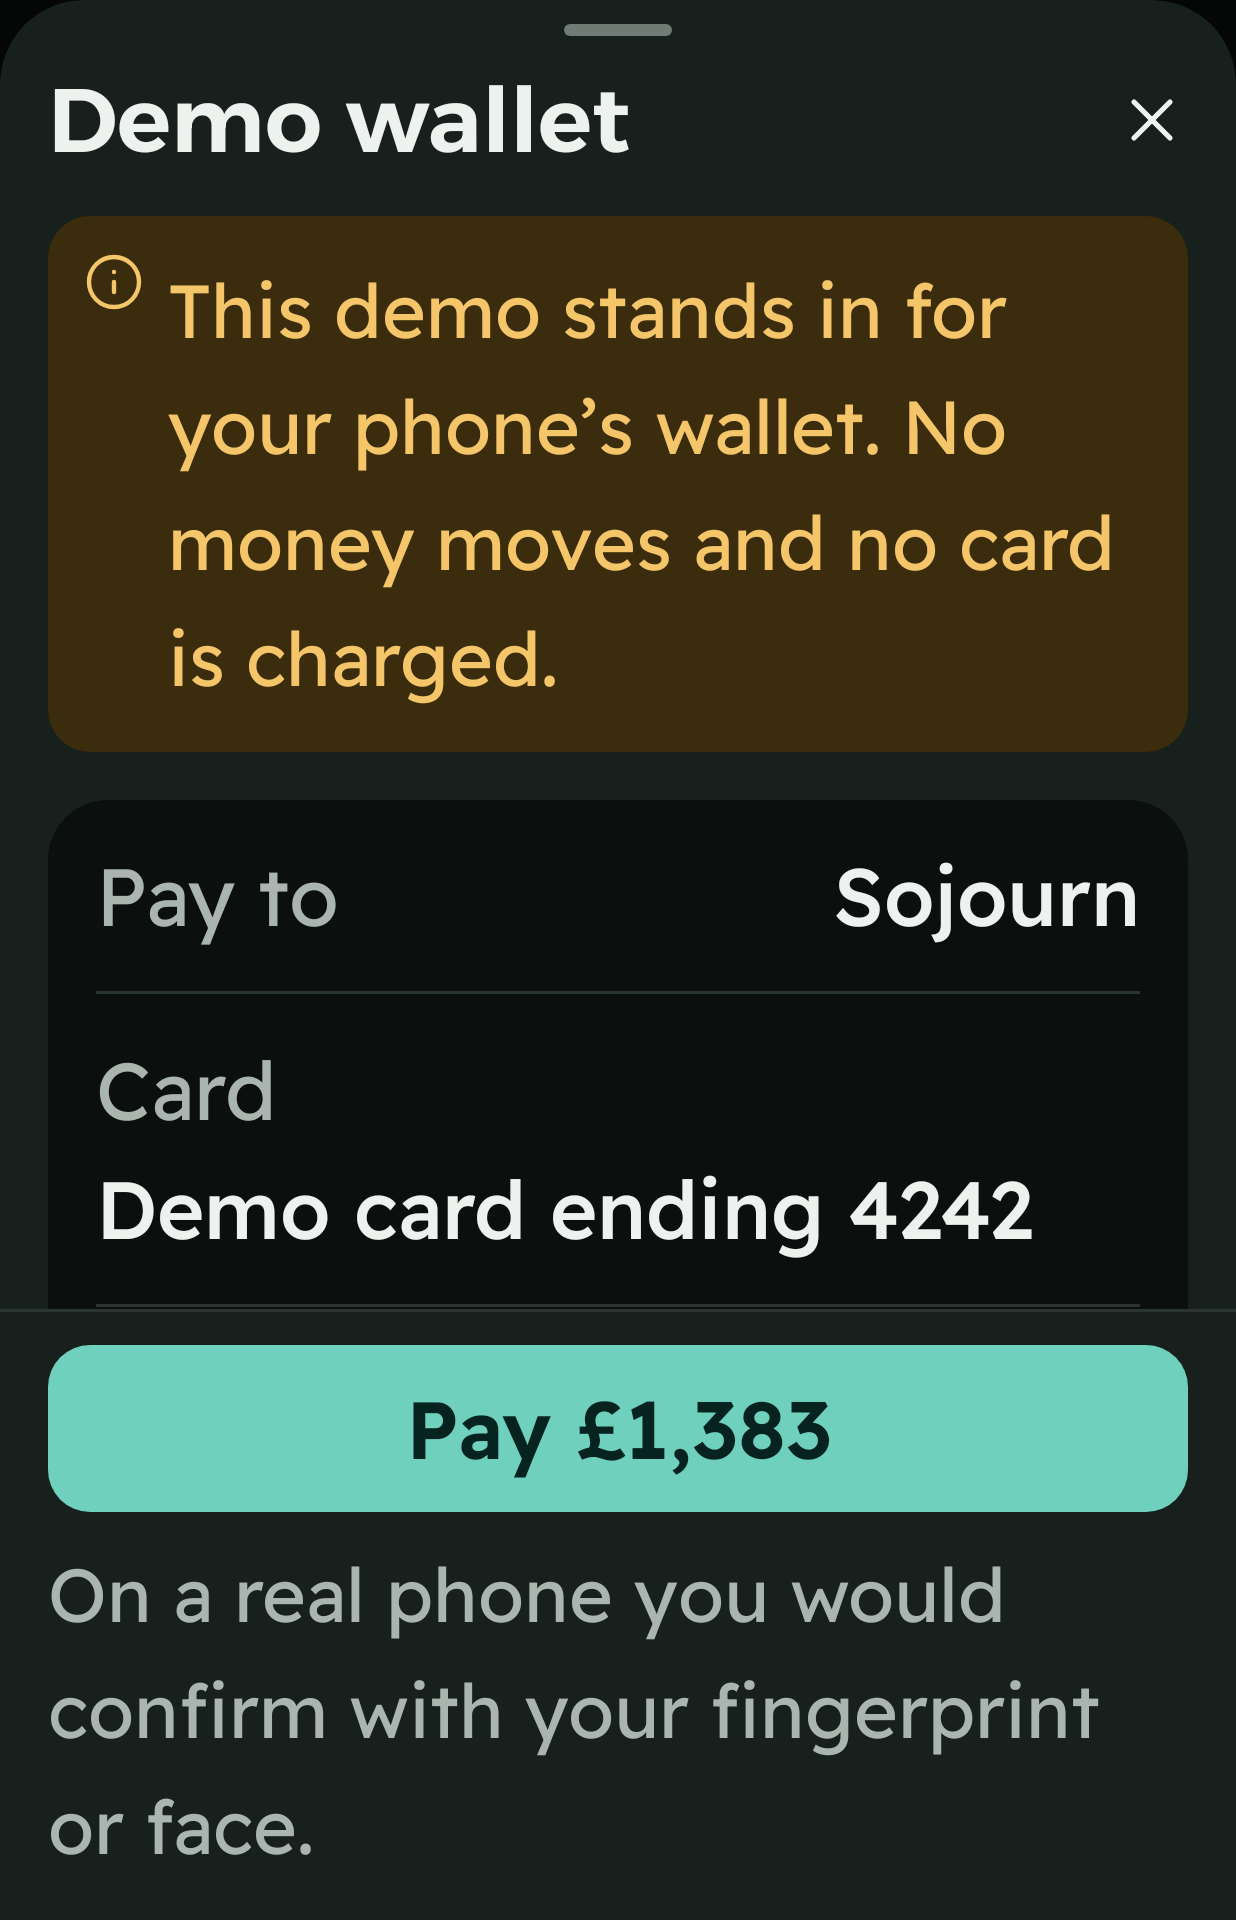 Demo wallet
This demo stands in for
your phone’s wallet. No
money moves and no card
is charged.
Pay to
Sojourn
Card
Demo card ending 4242
Pay £1,383
On a real phone you would
confirm with your fingerprint
or face.